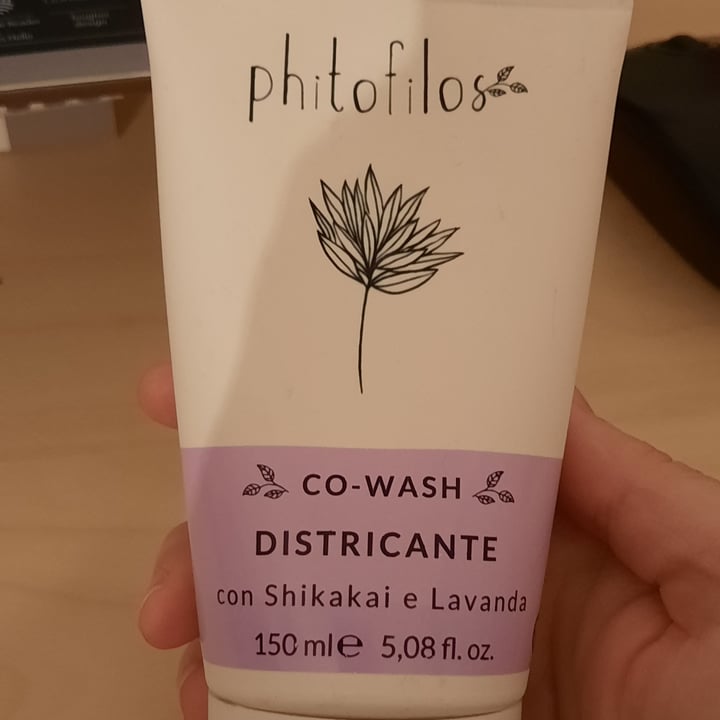 phitofilos
CO-WASH
DISTRICANTE
con Shikakai e Lavanda
150 ml ℮ 5,08 fl. oz.